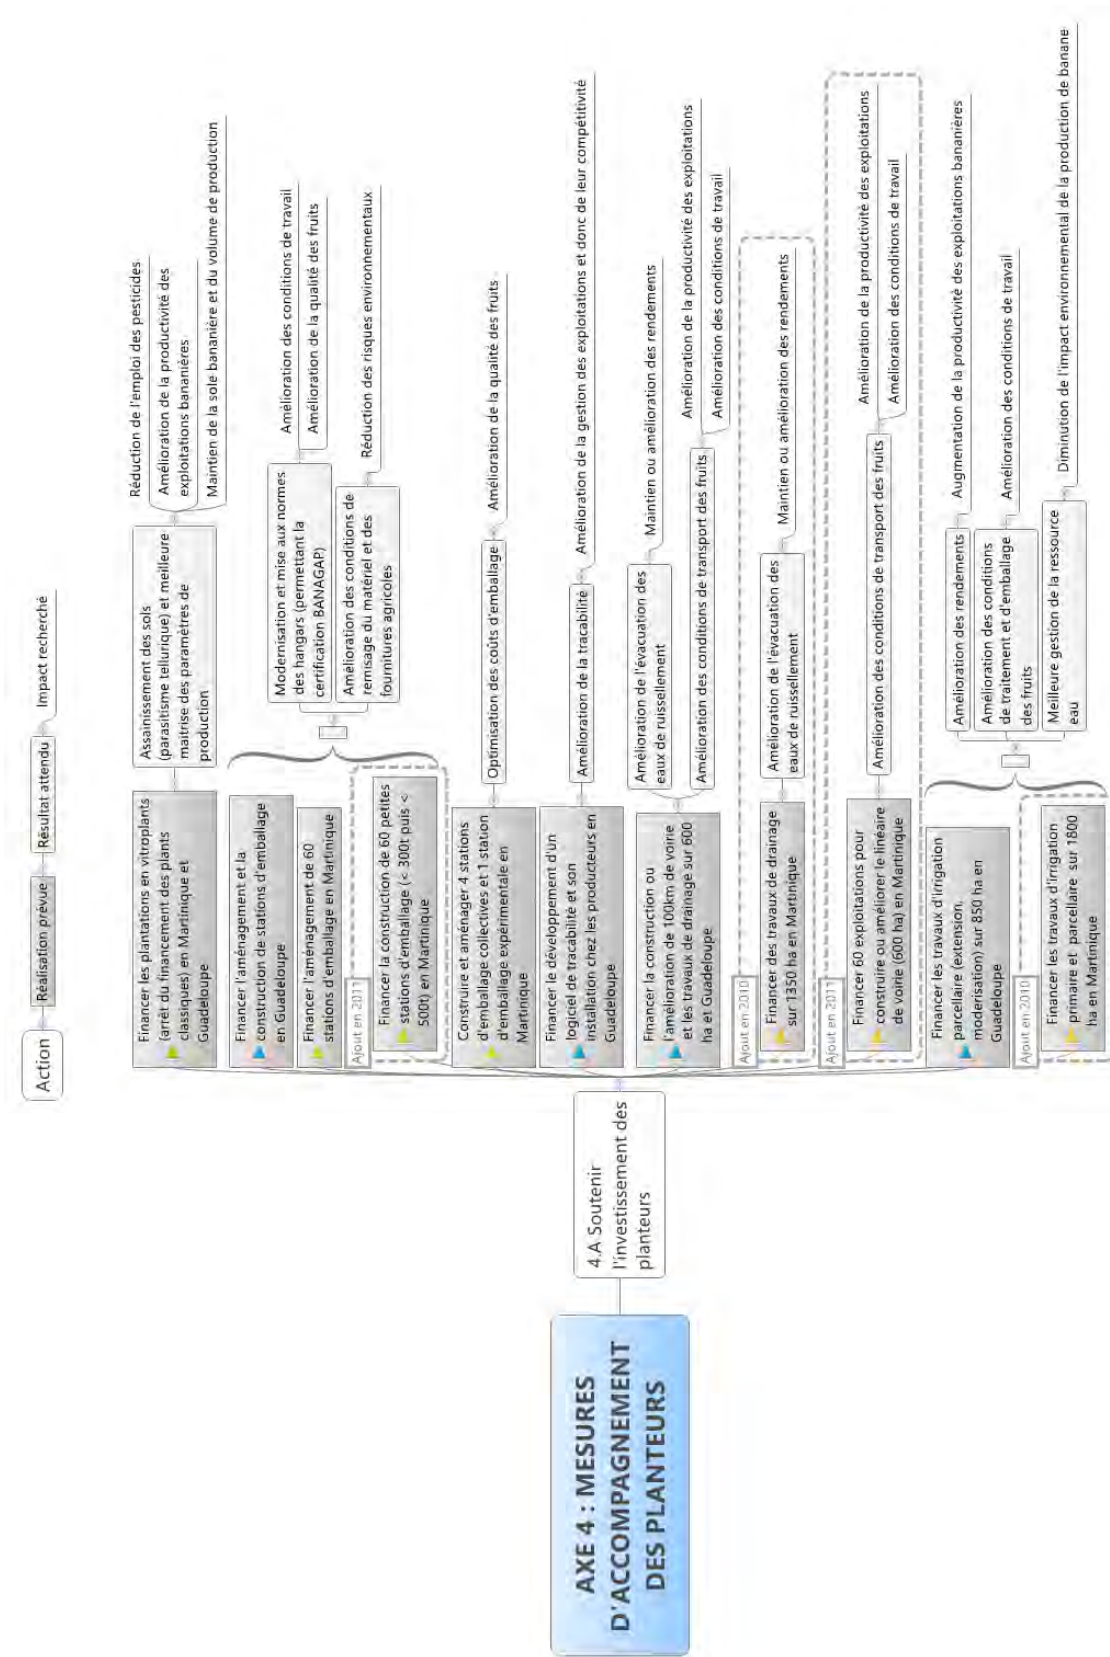 Action
Réalisation prévue
Résultat attendu
Impact recherché
AXE 4 : MESURES
D'ACCOMPAGNEMENT
DES PLANTEURS
4.A Soutenir
l'investissement des
planteurs
Financer les plantations en vitroplants
(arrêt du financement des plants
classiques) en Martinique et
Guadeloupe
Assainissement des sols
(parasitisme tellurique) et meilleure
maitrise des paramètres de
production
Réduction de l'emploi des pesticides
Amélioration de la productivité des
exploitations bananières
Maintien de la sole bananière et du volume de production
Financer l'aménagement et la
construction de stations d'emballage
en Guadeloupe
Financer l'aménagement de 60
stations d'emballage en Martinique
Ajout en 2011
Financer la construction de 60 petites
stations d'emballage (< 300t puis <
500t) en Martinique
Modernisation et mise aux normes
des hangars (permettant la
certification BANAGAP)
Amélioration des conditions de travail
Amélioration de la qualité des fruits
Amélioration des conditions de
remisage du matériel et des
fournitures agricoles
Réduction des risques environnementaux
Construire et aménager 4 stations
d'emballage collectives et 1 station
d'emballage expérimentale en
Martinique
Optimisation des coûts d'emballage
Amélioration de la qualité des fruits
Financer le développement d'un
logiciel de tracabilité et son
installation chez les producteurs en
Guadeloupe
Amélioration de la tracabilité
Amélioration de la gestion des exploitations et donc de leur compétitivité
Financer la construction ou
l'amélioration de 100km de voirie
et les travaux de drainage sur 600
ha et Guadeloupe
Amélioration de l'évacuation des
eaux de ruissellement
Maintien ou amélioration des rendements
Amélioration des conditions de transport des fruits
Amélioration de la productivité des exploitations
Amélioration des conditions de travail
Ajout en 2010
Financer des travaux de drainage
sur 1350 ha en Martinique
Amélioration de l'évacuation des
eaux de ruissellement
Maintien ou amélioration des rendements
Ajout en 2011
Financer 60 exploitations pour
construire ou améliorer le linéaire
de voirie (600 ha) en Martinique
Amélioration des conditions de transport des fruits
Amélioration de la productivité des exploitations
Amélioration des conditions de travail
Financer les travaux d'irrigation
parcellaire (extension,
moderisation) sur 850 ha en
Guadeloupe
Ajout en 2010
Financer les travaux d'irrigation
primaire et parcellaire sur 1800
ha en Martinique
Amélioration des rendements
Augmentation de la productivité des exploitations bananières
Amélioration des conditions
de traitement et d'emballage
des fruits
Amélioration des conditions de travail
Meilleure gestion de la ressource
eau
Diminution de l'impact environnemental de la production de banane